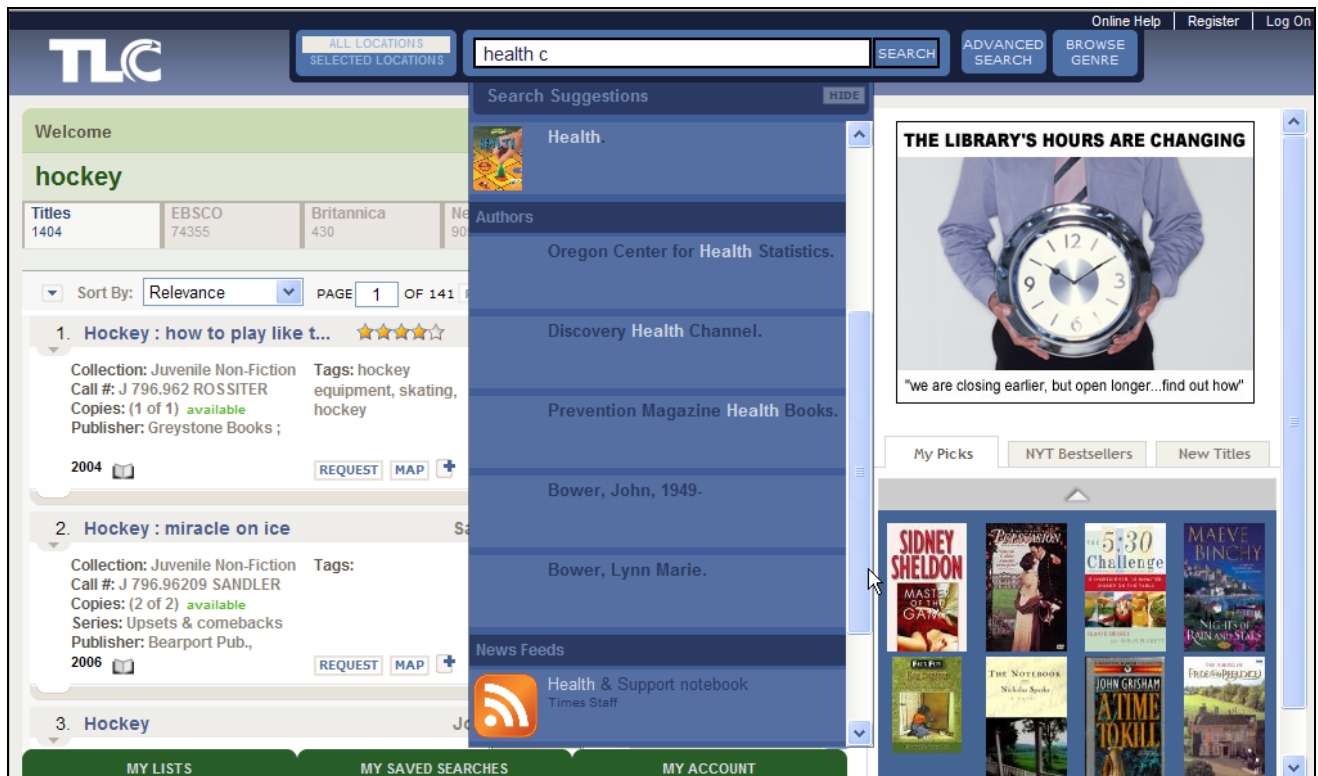 Online Help | Register | Log On
TLC
ALL LOCATIONS
SELECTED LOCATIONS
health c
SEARCH
ADVANCED
SEARCH
BROWSE
GENRE
Search Suggestions
HIDE
Health.
Authors
Oregon Center for Health Statistics.
Discovery Health Channel.
Prevention Magazine Health Books.
Bower, John, 1949-
Bower, Lynn Marie.
News Feeds
Health & Support notebook
Times Staff
Welcome
hockey
Titles
1404
EBSCO
74355
Britannica
430
Ne
90
Sort By: Relevance PAGE 1 OF 141
1. Hockey : how to play like t...
Collection: Juvenile Non-Fiction
Call #: J 796.962 ROSSITER
Copies: (1 of 1) available
Publisher: Greystone Books ;
2004
Tags: hockey
equipment, skating,
hockey
REQUEST MAP
2. Hockey : miracle on ice
Sa
Collection: Juvenile Non-Fiction
Call #: J 796.96209 SANDLER
Copies: (2 of 2) available
Series: Upsets & comebacks
Publisher: Bearport Pub.,
2006
Tags:
REQUEST MAP
3. Hockey
Jo
MY LISTS
MY SAVED SEARCHES
MY ACCOUNT
THE LIBRARY'S HOURS ARE CHANGING
12
9 3
6
"we are closing earlier, but open longer...find out how"
My Picks
NYT Bestsellers
New Titles
SIDNEY
SHELDON
MASTER
OF THE
GAME
PERSUASION
THE 5:30
Challenge
MAEVE
BINCHY
NIGHTS OF
RAIN AND STARS
THE NOTEBOOK
Nicholas Sparks
JOHN GRISHAM
A TIME
TO KILL